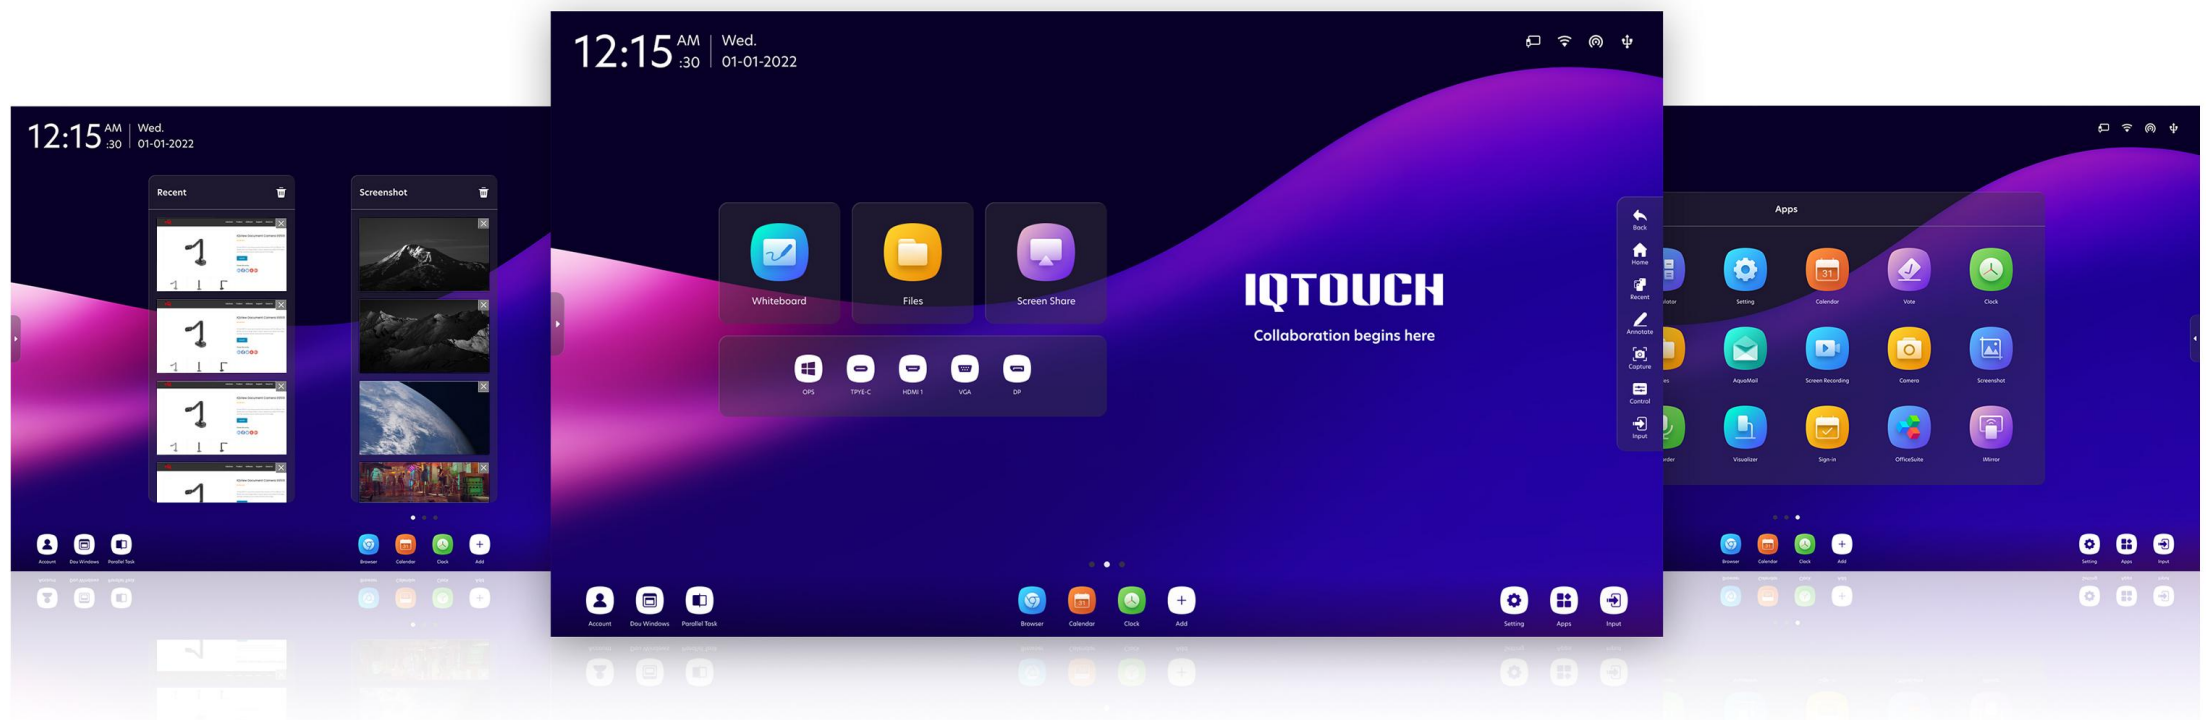 12:15 AM :30
Wed.
01-01-2022
Recent
Screenshot
Account
Dou Windows
Parallel Task
Browser
Calendar
Clock
Add
12:15 AM :30
Wed.
01-01-2022
Whiteboard
Files
Screen Share
OPS
TPYE-C
HDMI 1
VGA
DP
IQTOUCH
Collaboration begins here
Back
Home
Recent
Annotate
Capture
Control
Input
Account
Dou Windows
Parallel Task
Browser
31
Calendar
Clock
Add
Setting
Apps
Input
Apps
Setting
31
Calendar
Vote
Clock
AquaMail
Screen Recording
Camera
Screenshot
Visualizer
Sign-in
OfficeSuite
IMirror
Browser
Calendar
Clock
Add
Setting
Apps
Input